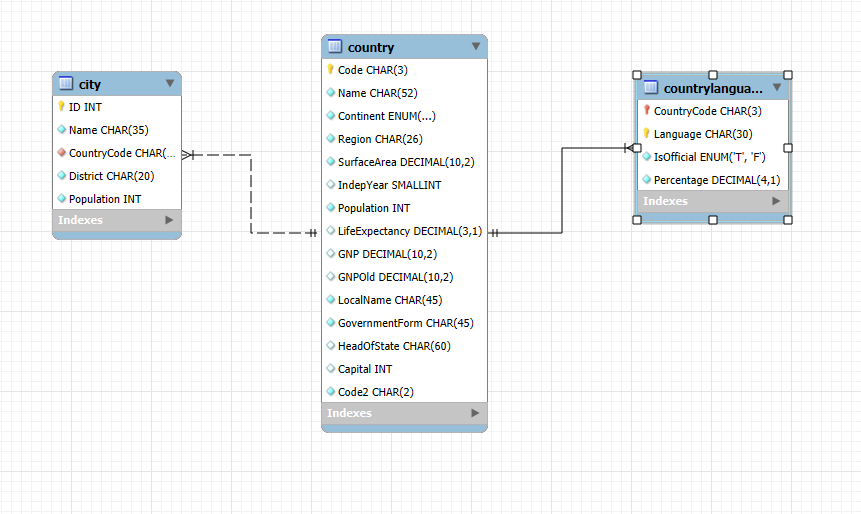 city
ID INT
Name CHAR(35)
CountryCode CHAR(...
District CHAR(20)
Population INT
Indexes
country
Code CHAR(3)
Name CHAR(52)
Continent ENUM(...)
Region CHAR(26)
SurfaceArea DECIMAL(10,2)
IndepYear SMALLINT
Population INT
LifeExpectancy DECIMAL(3,1)
GNP DECIMAL(10,2)
GNPOld DECIMAL(10,2)
LocalName CHAR(45)
GovernmentForm CHAR(45)
HeadOfState CHAR(60)
Capital INT
Code2 CHAR(2)
Indexes
countrylangua...
CountryCode CHAR(3)
Language CHAR(30)
IsOfficial ENUM('T', 'F')
Percentage DECIMAL(4,1)
Indexes